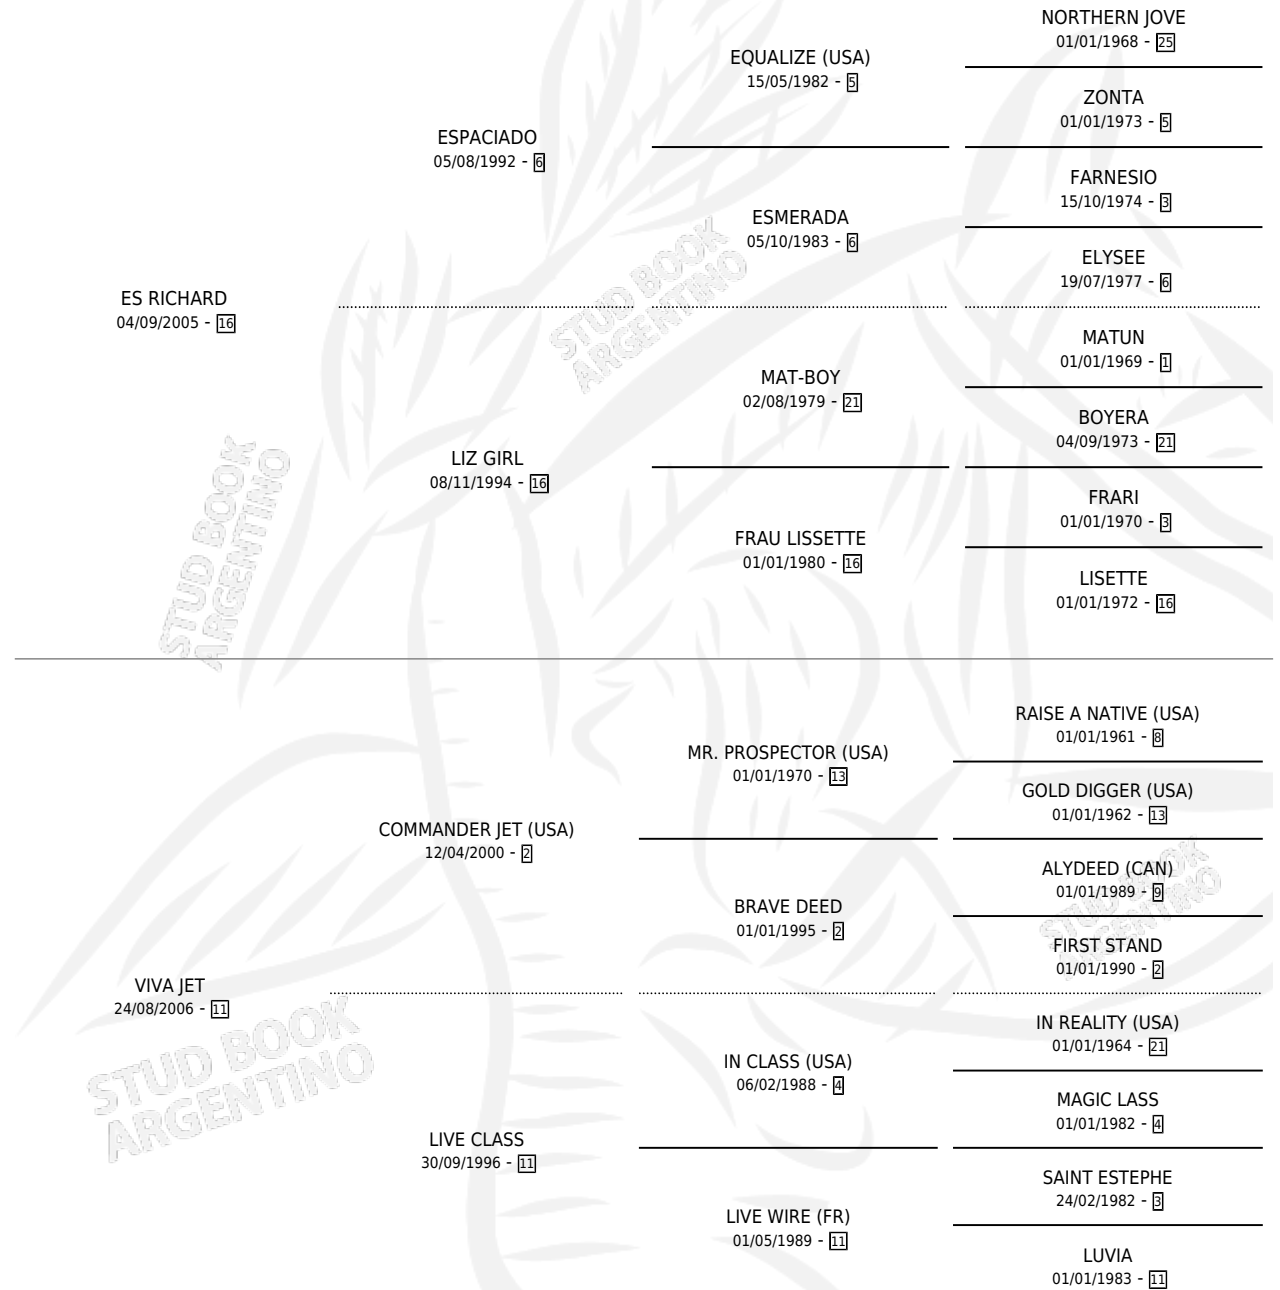 NORTHERN JOVE
01/01/1968 - 25
EQUALIZE (USA)
15/05/1982 - 5
ZONTA
01/01/1973 - 5
ESPACIADO
05/08/1992 - 6
FARNESIO
15/10/1974 - 3
ESMERADA
05/10/1983 - 6
ELYSEE
19/07/1977 - 6
ES RICHARD
04/09/2005 - 16
STUD BOOK
ARGENTINO
MATUN
01/01/1969 - 1
MAT-BOY
02/08/1979 - 21
BOYERA
04/09/1973 - 21
LIZ GIRL
08/11/1994 - 16
FRARI
01/01/1970 - 3
FRAU LISSETTE
01/01/1980 - 16
LISETTE
01/01/1972 - 16
STUD BOOK
ARGENTINO
RAISE A NATIVE (USA)
01/01/1961 - 8
MR. PROSPECTOR (USA)
01/01/1970 - 13
GOLD DIGGER (USA)
01/01/1962 - 13
COMMANDER JET (USA)
12/04/2000 - 2
ALYDEED (CAN)
01/01/1989 - 9
BRAVE DEED
01/01/1995 - 2
FIRST STAND
01/01/1990 - 2
STUD BOOK
ARGENTINO
VIVA JET
24/08/2006 - 11
IN REALITY (USA)
01/01/1964 - 21
IN CLASS (USA)
06/02/1988 - 4
MAGIC LASS
01/01/1982 - 4
STUD BOOK
ARGENTINO
LIVE CLASS
30/09/1996 - 11
SAINT ESTEPHE
24/02/1982 - 3
LIVE WIRE (FR)
01/05/1989 - 11
LUVIA
01/01/1983 - 11